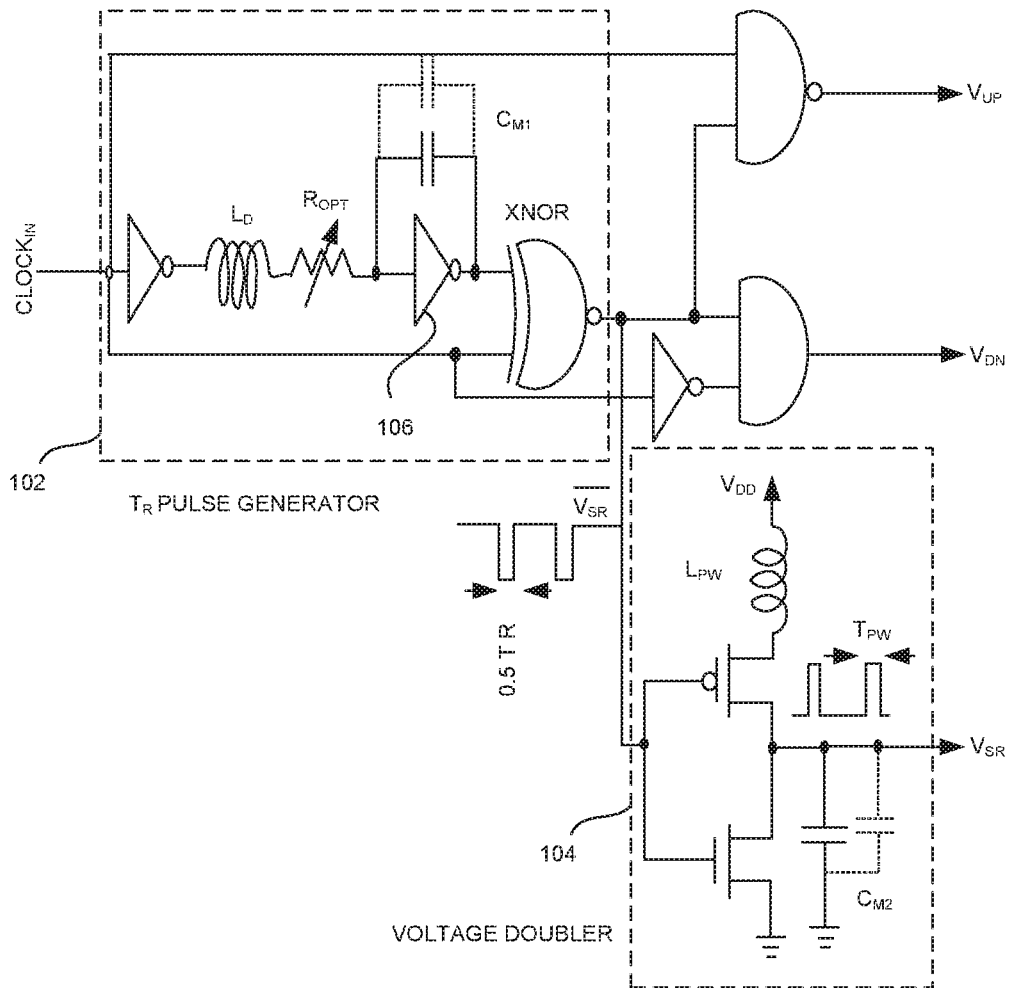 V_UP
C_M1
XNOR
R_OPT
L_D
CLOCK_IN
V_DN
106
102
T_R PULSE GENERATOR
V_DD
V̅_S̅R̅
L_PW
T_PW
0.5 T R
V_SR
104
C_M2
VOLTAGE DOUBLER